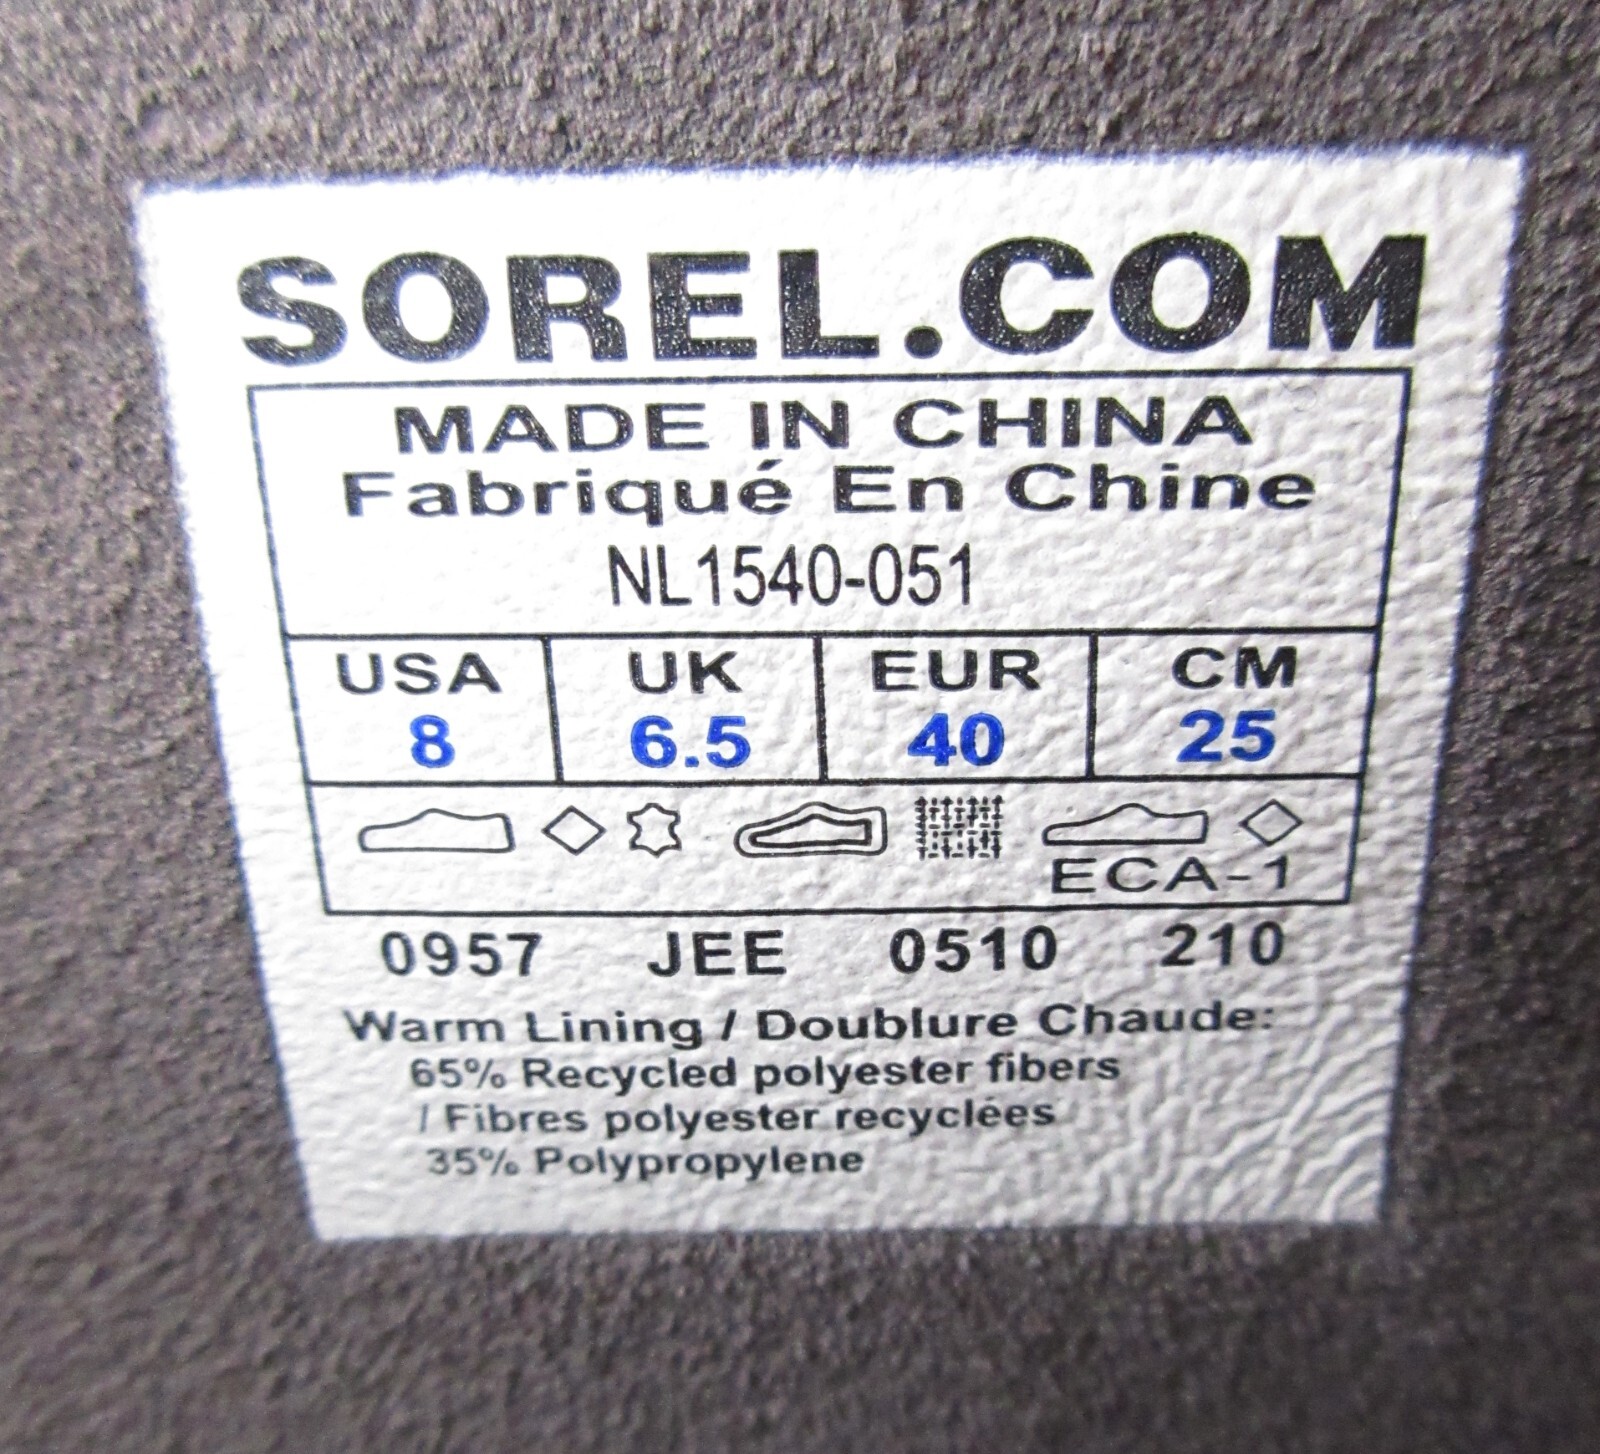 SOREL.COM
MADE IN CHINA
Fabriqué En Chine
NL1540-051
USA UK EUR CM
8 6.5 40 25
ECA-1
0957 JEE 0510 210
Warm Lining / Doublure Chaude:
65% Recycled polyester fibers
/ Fibres polyester recyclées
35% Polypropylene